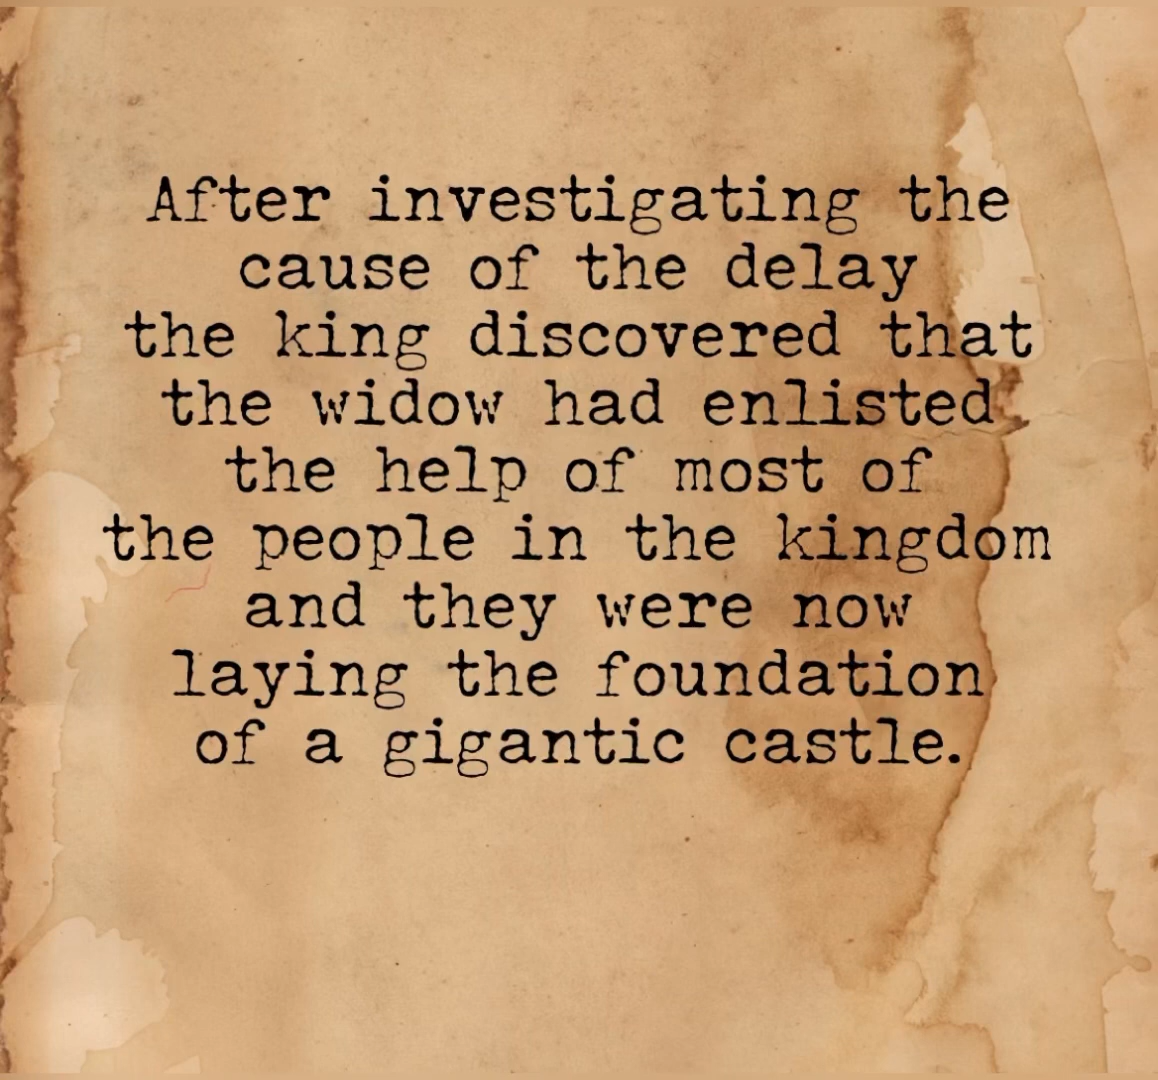 After investigating the
cause of the delay
the king discovered that
the widow had enlisted
the help of most of
the people in the kingdom
and they were now
laying the foundation
of a gigantic castle.